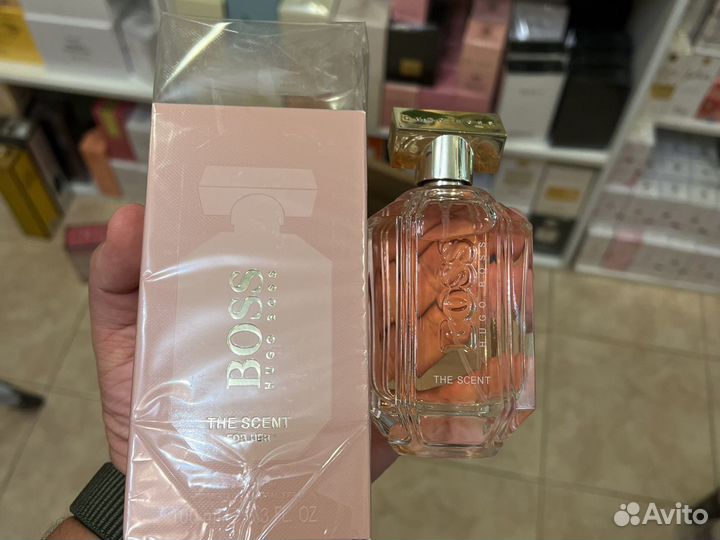 BOSS
HUGO BOSS
THE SCENT
FOR HER
BOSS
HUGO BOSS
THE SCENT
Avito